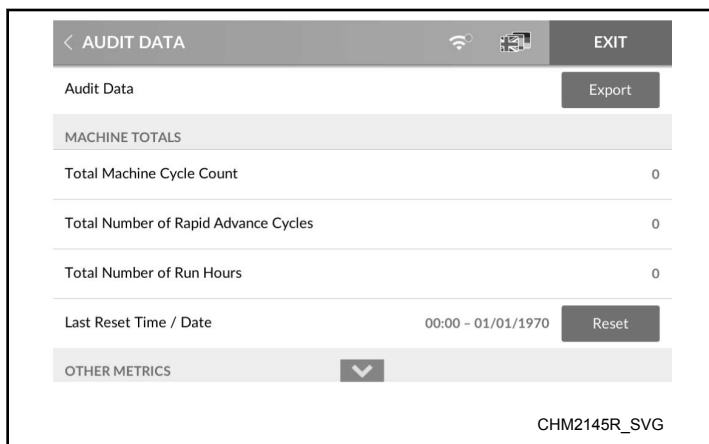 < AUDIT DATA EXIT
Audit Data Export
MACHINE TOTALS
Total Machine Cycle Count 0
Total Number of Rapid Advance Cycles 0
Total Number of Run Hours 0
Last Reset Time / Date 00:00 – 01/01/1970 Reset
OTHER METRICS
CHM2145R_SVG